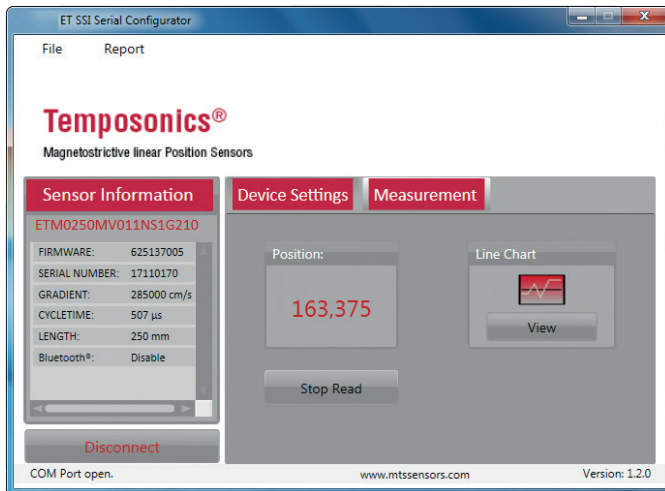 ET SSI Serial Configurator
File Report
Temposonics®
Magnetostrictive linear Position Sensors
Sensor Information
ETM0250MV011NS1G210
FIRMWARE: 625137005
SERIAL NUMBER: 17110170
GRADIENT: 285000 cm/s
CYCLETIME: 507 µs
LENGTH: 250 mm
Bluetooth®: Disable
Disconnect
Device Settings Measurement
Position:
163,375
Stop Read
Line Chart
View
COM Port open. www.mtssensors.com Version: 1.2.0